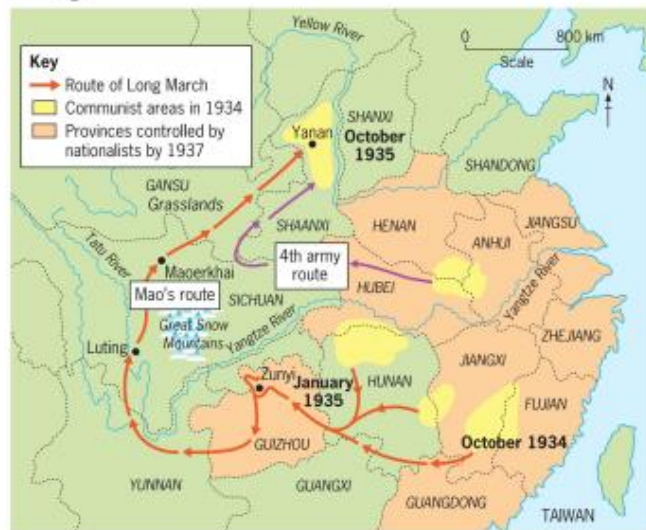 Yellow River
0 800 km
Scale
N
Key
Route of Long March
Communist areas in 1934
Provinces controlled by
nationalists by 1937
SHANXI
Yanan
October
1935
SHANDONG
GANSU
Grasslands
SHAANXI
HENAN
JIANGSU
ANHUI
Tatu River
Maoerkhai
4th army
route
Mao's route
HUBEI
Yangtze River
SICHUAN
Great Snow
Mountains
Yangtze River
ZHEJIANG
Luting
Zunyi
January
1935
HUNAN
JIANGXI
FUJIAN
October 1934
GUIZHOU
YUNNAN
GUANGXI
GUANGDONG
TAIWAN